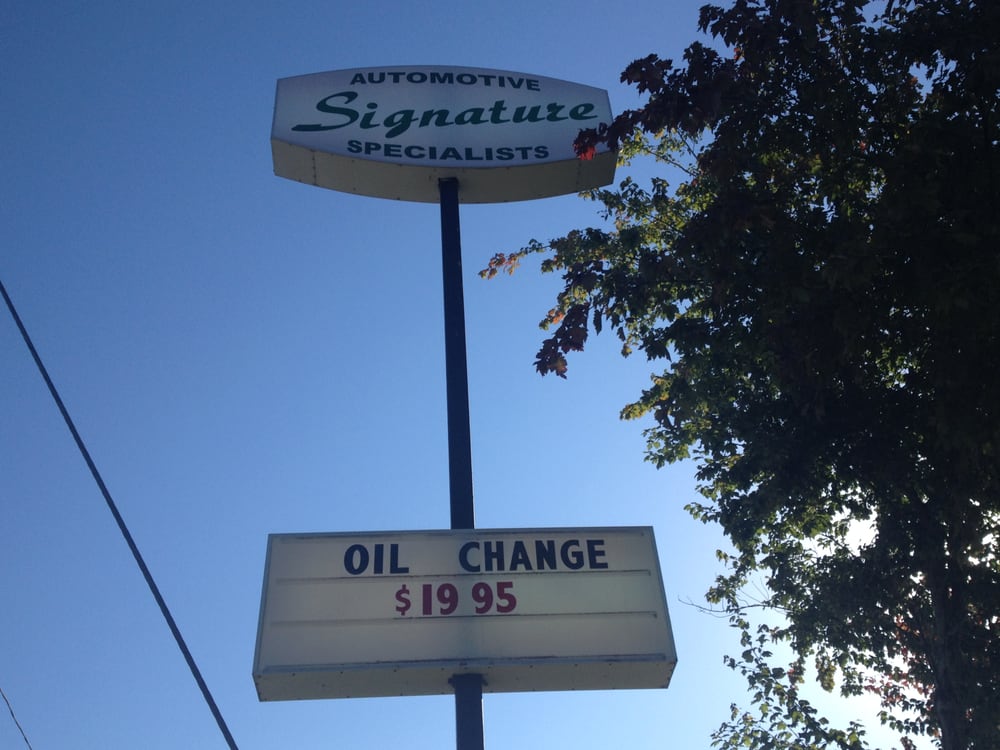 AUTOMOTIVE
Signature
SPECIALISTS
OIL CHANGE
$19 95